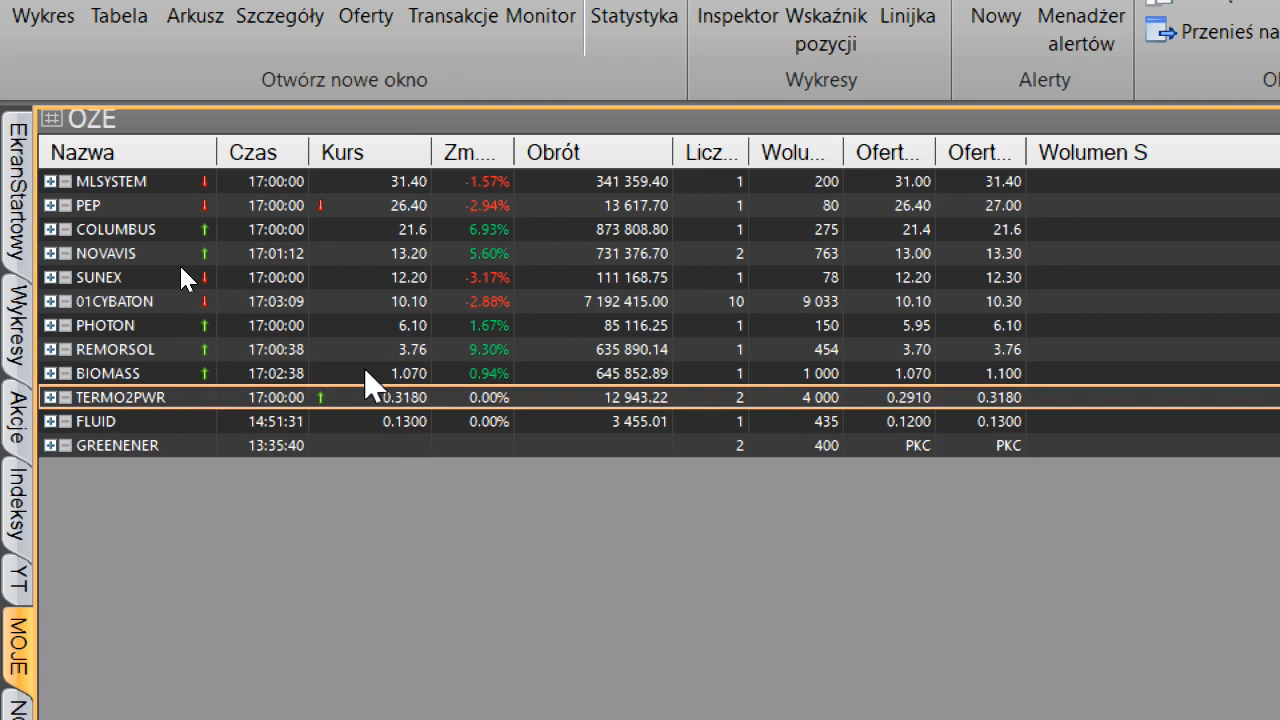 Wykres Tabela Arkusz Szczegóły Oferty Transakcje Monitor Statystyka Inspektor Wskaźnik pozycji Linijka Nowy Menadżer alertów Przenieś na
Otwórz nowe okno Wykresy Alerty
OZE
Nazwa Czas Kurs Zm.... Obrót Licz... Wolu... Ofert... Ofert... Wolumen S
MLSYSTEM 17:00:00 31.40 -1.57% 341 359.40 1 200 31.00 31.40
PEP 17:00:00 26.40 -2.94% 13 617.70 1 80 26.40 27.00
COLUMBUS 17:00:00 21.6 6.93% 873 808.80 1 275 21.4 21.6
NOVAVIS 17:01:12 13.20 5.60% 731 376.70 2 763 13.00 13.30
SUNEX 17:00:00 12.20 -3.17% 111 168.75 1 78 12.20 12.30
01CYBATON 17:03:09 10.10 -2.88% 7 192 415.00 10 9 033 10.10 10.30
PHOTON 17:00:00 6.10 1.67% 85 116.25 1 150 5.95 6.10
REMORSOL 17:00:38 3.76 9.30% 635 890.14 1 454 3.70 3.76
BIOMASS 17:02:38 1.070 0.94% 645 852.89 1 1 000 1.070 1.100
TERMO2PWR 17:00:00 0.3180 0.00% 12 943.22 2 4 000 0.2910 0.3180
FLUID 14:51:31 0.1300 0.00% 3 455.01 1 435 0.1200 0.1300
GREENENER 13:35:40 2 400 PKC PKC
EkranStartowy
Wykresy
Akcje
Indeksy
YT
MOJE